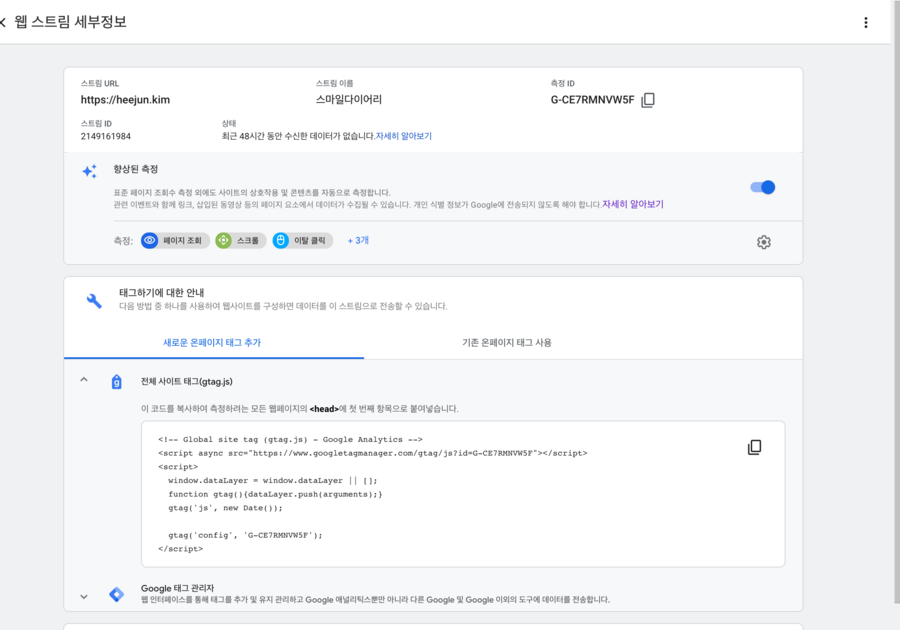 웹 스트림 세부정보
스트림 URL
스트림 이름
측정 ID
https://heejun.kim
스마일다이어리
G-CE7RMNVW5F
스트림 ID
상태
2149161984
최근 48시간 동안 수신한 데이터가 없습니다.자세히 알아보기
향상된 측정
표준 페이지 조회수 측정 외에도 사이트의 상호작용 및 콘텐츠를 자동으로 측정합니다.
관련 이벤트와 함께 링크, 삽입된 동영상 등의 페이지 요소에서 데이터가 수집될 수 있습니다. 개인 식별 정보가 Google에 전송되지 않도록 해야 합니다.자세히 알아보기
측정: 페이지 조회 스크롤 이탈 클릭 + 3개
태그하기에 대한 안내
다음 방법 중 하나를 사용하여 웹사이트를 구성하면 데이터를 이 스트림으로 전송할 수 있습니다.
새로운 온페이지 태그 추가
기존 온페이지 태그 사용
전체 사이트 태그(gtag.js)
이 코드를 복사하여 측정하려는 모든 웹페이지의 <head>에 첫 번째 항목으로 붙여넣습니다.
<!-- Global site tag (gtag.js) - Google Analytics -->
<script async src="https://www.googletagmanager.com/gtag/js?id=G-CE7RMNVW5F"></script>
<script>
window.dataLayer = window.dataLayer || [];
function gtag(){dataLayer.push(arguments);}
gtag('js', new Date());
gtag('config', 'G-CE7RMNVW5F');
</script>
Google 태그 관리자
웹 인터페이스를 통해 태그를 추가 및 유지 관리하고 Google 애널리틱스뿐만 아니라 다른 Google 및 Google 이외의 도구에 데이터를 전송합니다.